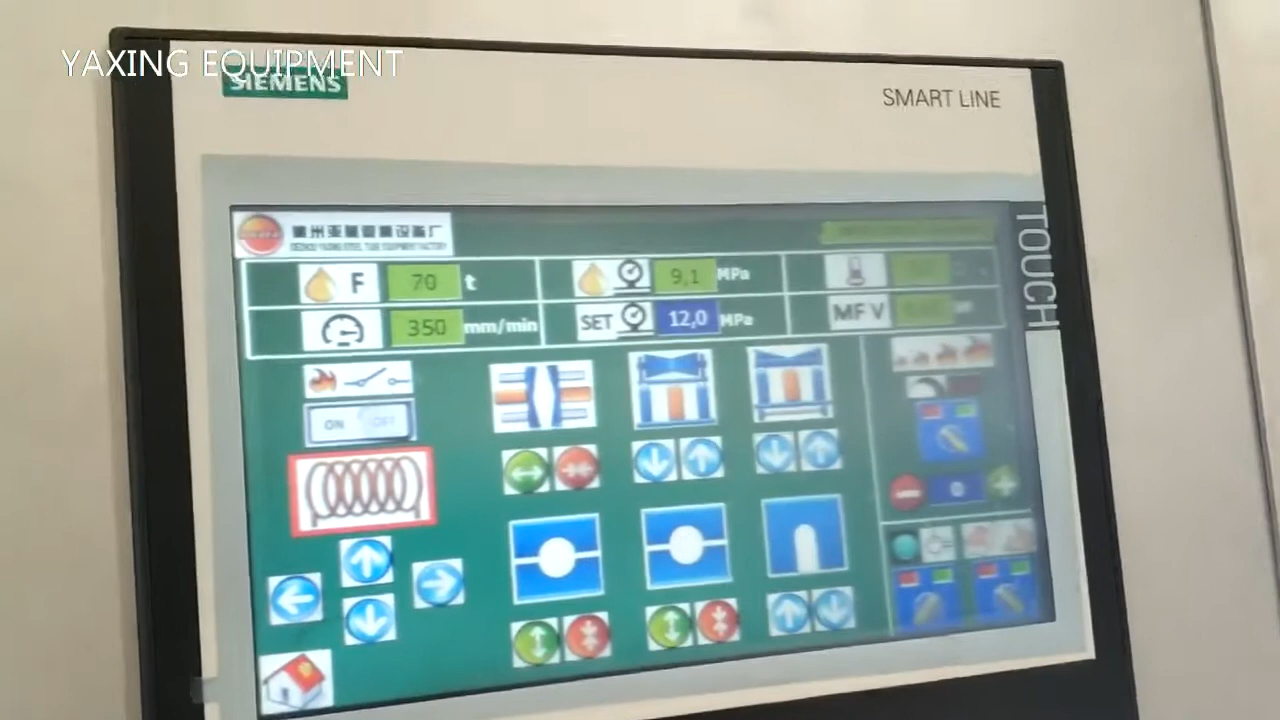 YAXING EQUIPMENT
SIEMENS
SMART LINE
TOUCH
F 70 t
9,1 MPa
350 mm/min
SET 12,0 MPa
MF V
ON OFF
0